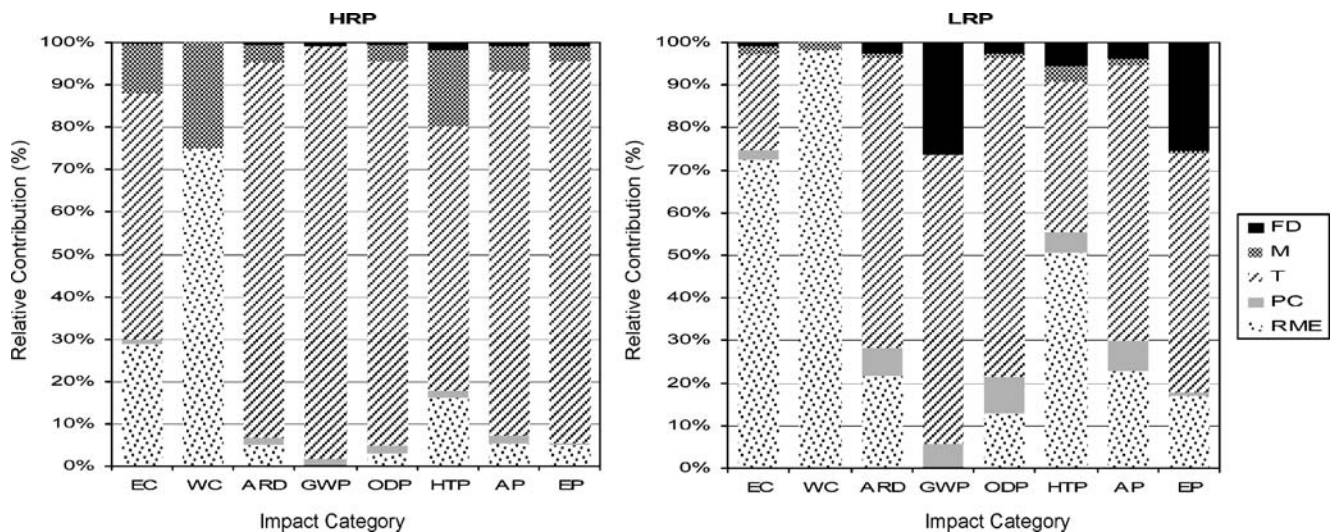 HRP
Relative Contribution (%)
100%
90%
80%
70%
60%
50%
40%
30%
20%
10%
0%
EC WC ARD GWP ODP HTP AP EP
Impact Category
LRP
Relative Contribution (%)
100%
90%
80%
70%
60%
50%
40%
30%
20%
10%
0%
EC WC ARD GWP ODP HTP AP EP
Impact Category
FD
M
T
PC
RME